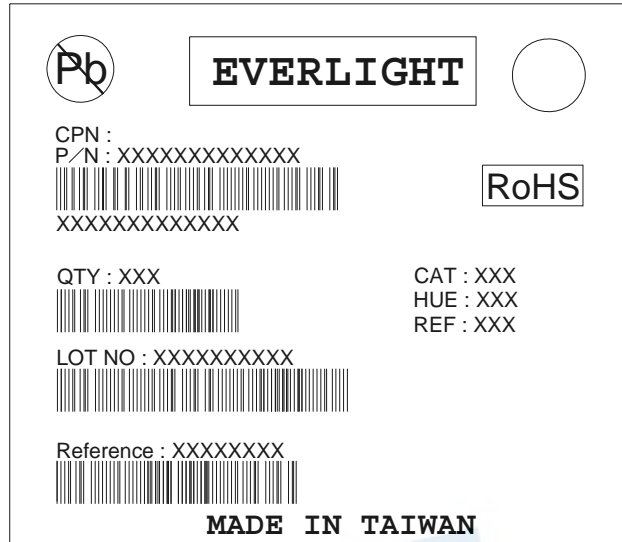 Pb
EVERLIGHT
CPN :
P/N : XXXXXXXXXXXXX
RoHS
XXXXXXXXXXXXX
QTY : XXX
CAT : XXX
HUE : XXX
REF : XXX
LOT NO : XXXXXXXXXX
Reference : XXXXXXXX
MADE IN TAIWAN